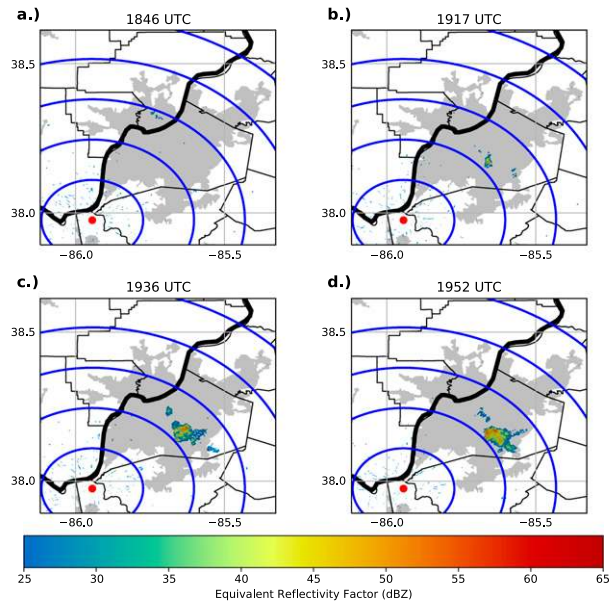 a.)
1846 UTC
b.)
1917 UTC
38.5
38.0
−86.0
−85.5
38.5
38.0
−86.0
−85.5
c.)
1936 UTC
d.)
1952 UTC
38.5
38.0
−86.0
−85.5
38.5
38.0
−86.0
−85.5
25
30
35
40
45
50
55
60
65
Equivalent Reflectivity Factor (dBZ)